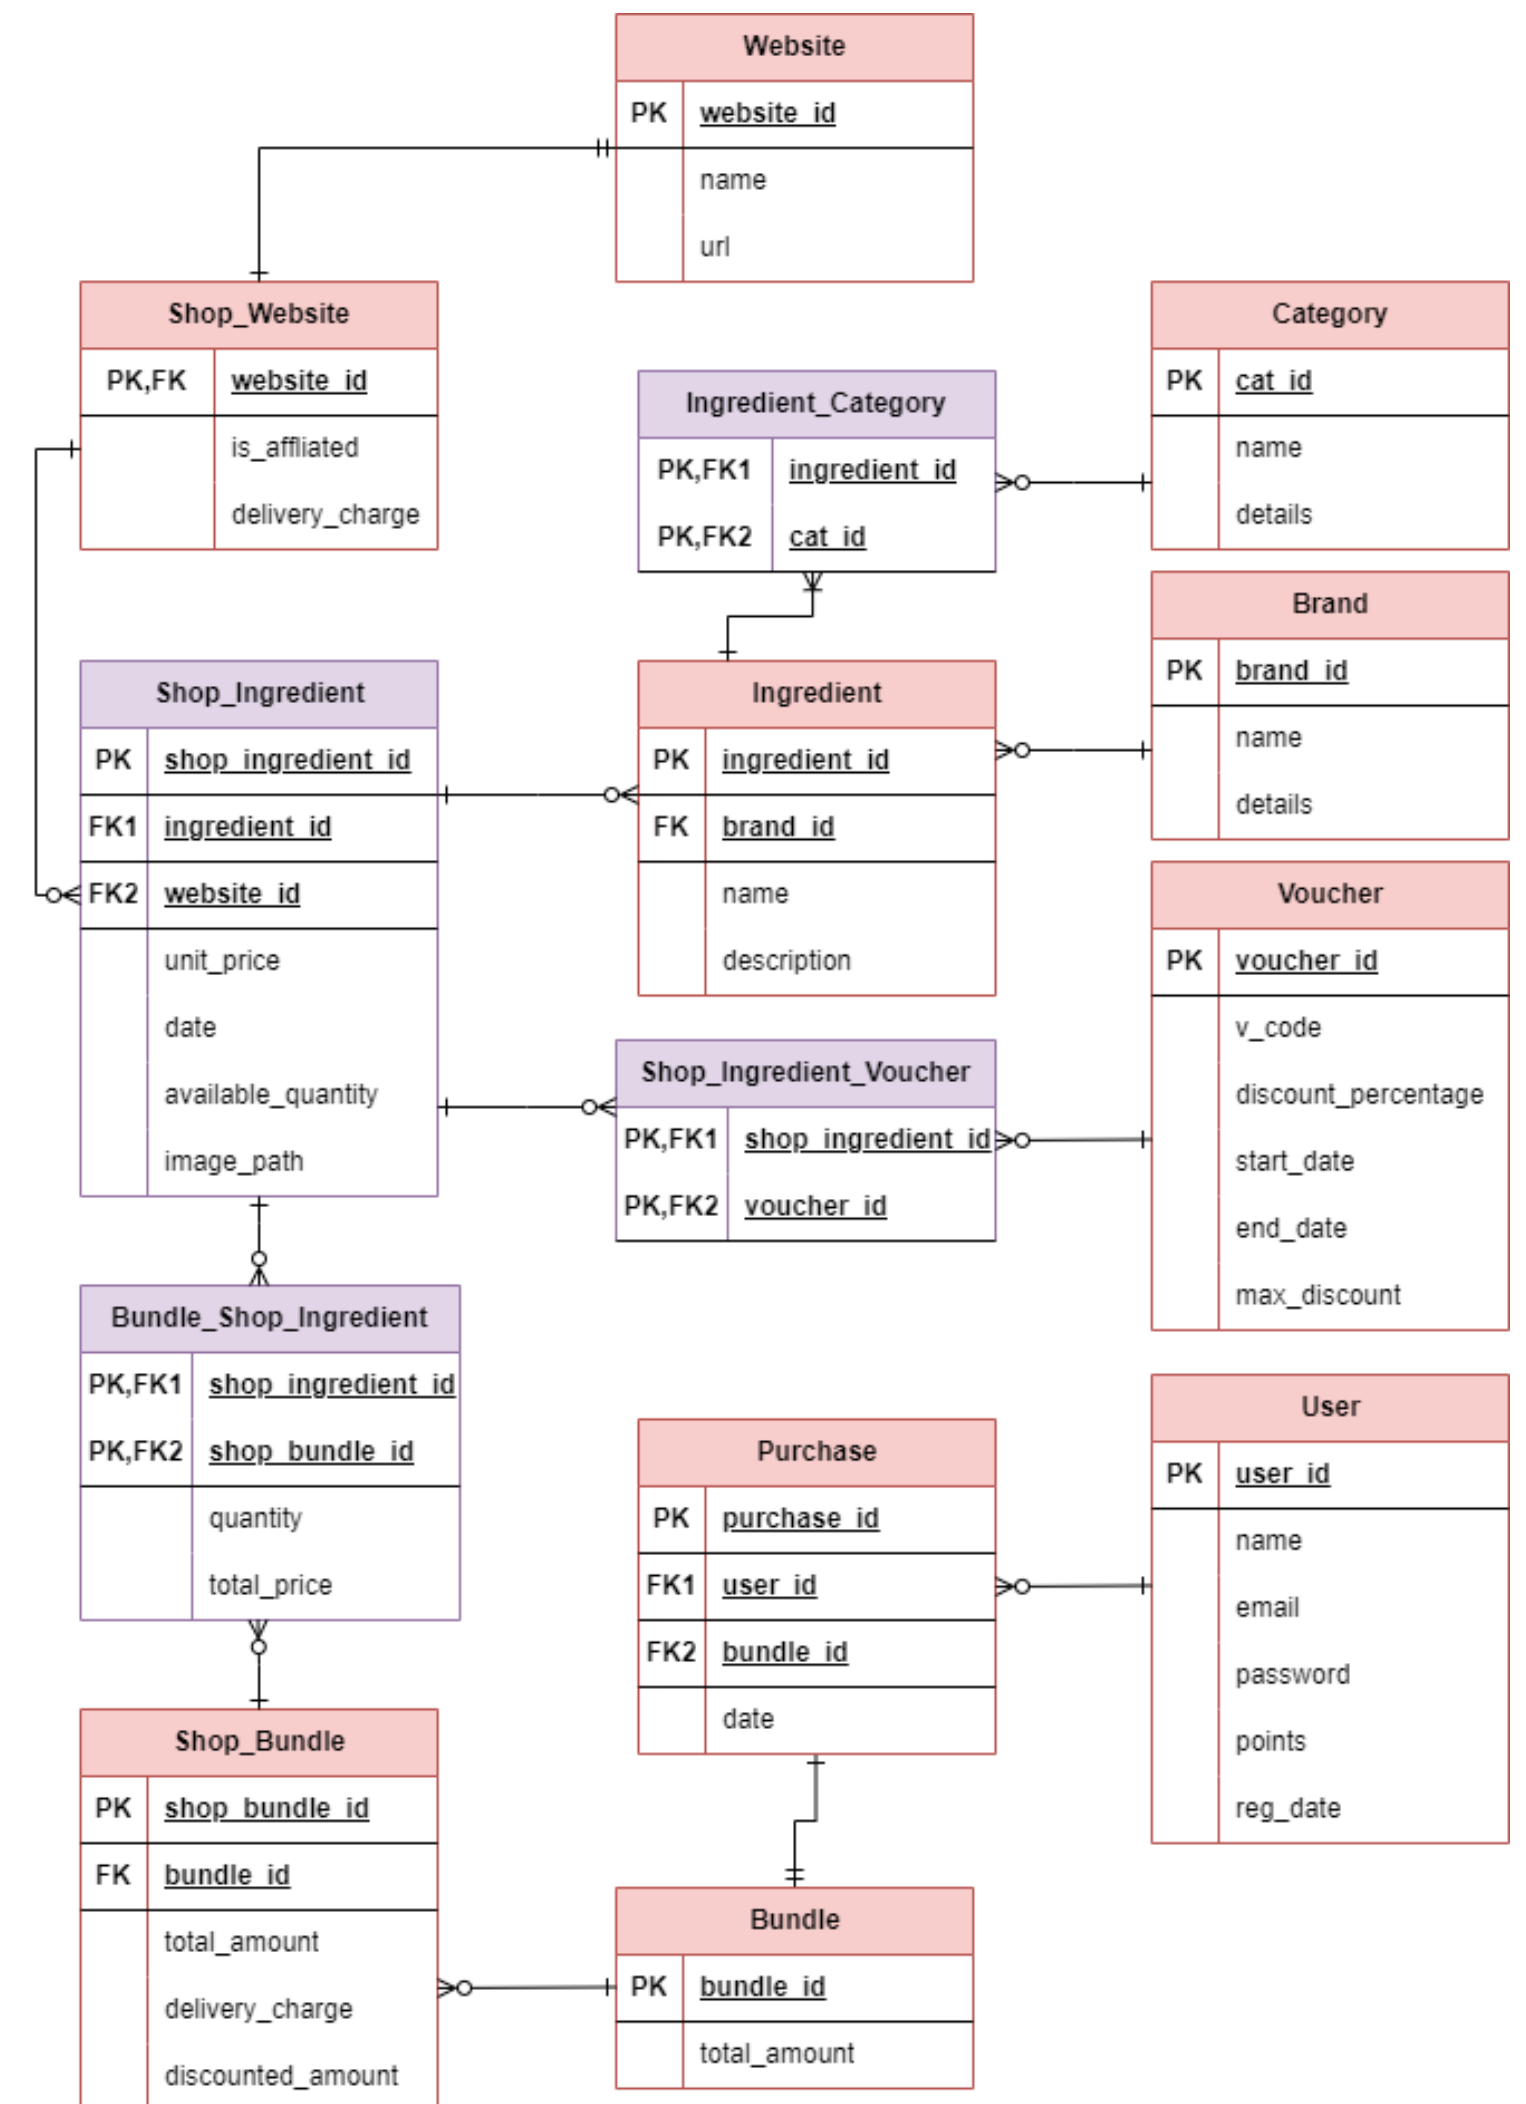 Website
PK website_id
name
url
Shop_Website
PK,FK website_id
is_affliated
delivery_charge
Category
PK cat_id
name
details
Ingredient_Category
PK,FK1 ingredient_id
PK,FK2 cat_id
Brand
PK brand_id
name
details
Shop_Ingredient
PK shop_ingredient_id
FK1 ingredient_id
FK2 website_id
unit_price
date
available_quantity
image_path
Ingredient
PK ingredient_id
FK brand_id
name
description
Voucher
PK voucher_id
v_code
discount_percentage
start_date
end_date
max_discount
Shop_Ingredient_Voucher
PK,FK1 shop_ingredient_id
PK,FK2 voucher_id
Bundle_Shop_Ingredient
PK,FK1 shop_ingredient_id
PK,FK2 shop_bundle_id
quantity
total_price
Purchase
PK purchase_id
FK1 user_id
FK2 bundle_id
date
User
PK user_id
name
email
password
points
reg_date
Shop_Bundle
PK shop_bundle_id
FK bundle_id
total_amount
delivery_charge
discounted_amount
Bundle
PK bundle_id
total_amount